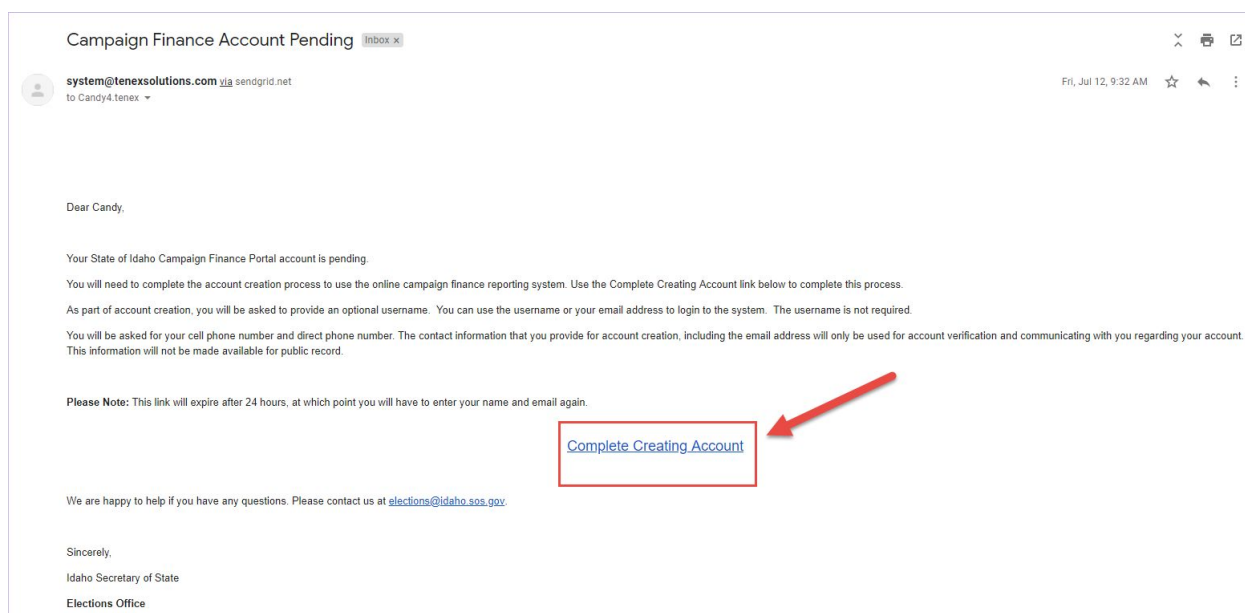 Campaign Finance Account Pending Inbox x
system@tenexsolutions.com via sendgrid.net
Fri, Jul 12, 9:32 AM
to Candy4.tenex
Dear Candy,
Your State of Idaho Campaign Finance Portal account is pending.
You will need to complete the account creation process to use the online campaign finance reporting system. Use the Complete Creating Account link below to complete this process.
As part of account creation, you will be asked to provide an optional username. You can use the username or your email address to login to the system. The username is not required.
You will be asked for your cell phone number and direct phone number. The contact information that you provide for account creation, including the email address will only be used for account verification and communicating with you regarding your account.
This information will not be made available for public record.
Please Note: This link will expire after 24 hours, at which point you will have to enter your name and email again.
Complete Creating Account
We are happy to help if you have any questions. Please contact us at elections@idaho.sos.gov.
Sincerely,
Idaho Secretary of State
Elections Office